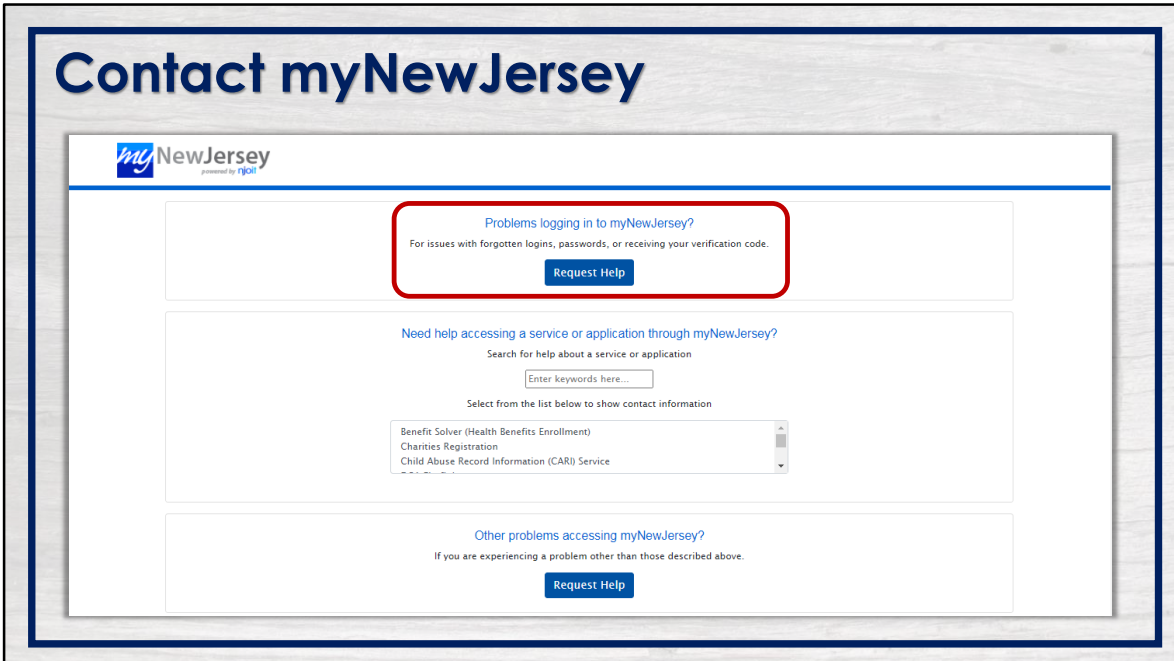 Contact myNewJersey
my NewJersey
powered by njoit
Problems logging in to myNewJersey?
For issues with forgotten logins, passwords, or receiving your verification code.
Request Help
Need help accessing a service or application through myNewJersey?
Search for help about a service or application
Enter keywords here...
Select from the list below to show contact information
Benefit Solver (Health Benefits Enrollment)
Charities Registration
Child Abuse Record Information (CARI) Service
Other problems accessing myNewJersey?
If you are experiencing a problem other than those described above.
Request Help